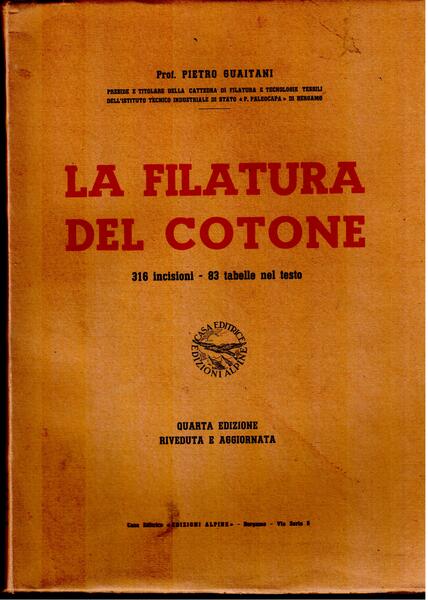 Prof. PIETRO GUAITANI
PRESIDE E TITOLARE DELLA CATTEDRA DI FILATURA E TECNOLOGIE TESSILI
DELL'ISTITUTO TECNICO INDUSTRIALE DI STATO «P. PALEOCAPA» DI BERGAMO
LA FILATURA
DEL COTONE
316 incisioni - 83 tabelle nel testo
CASA EDITRICE
EDIZIONI ALPINE
QUARTA EDIZIONE
RIVEDUTA E AGGIORNATA
Casa Editrice «EDIZIONI ALPINE» - Bergamo - Via Serio 5